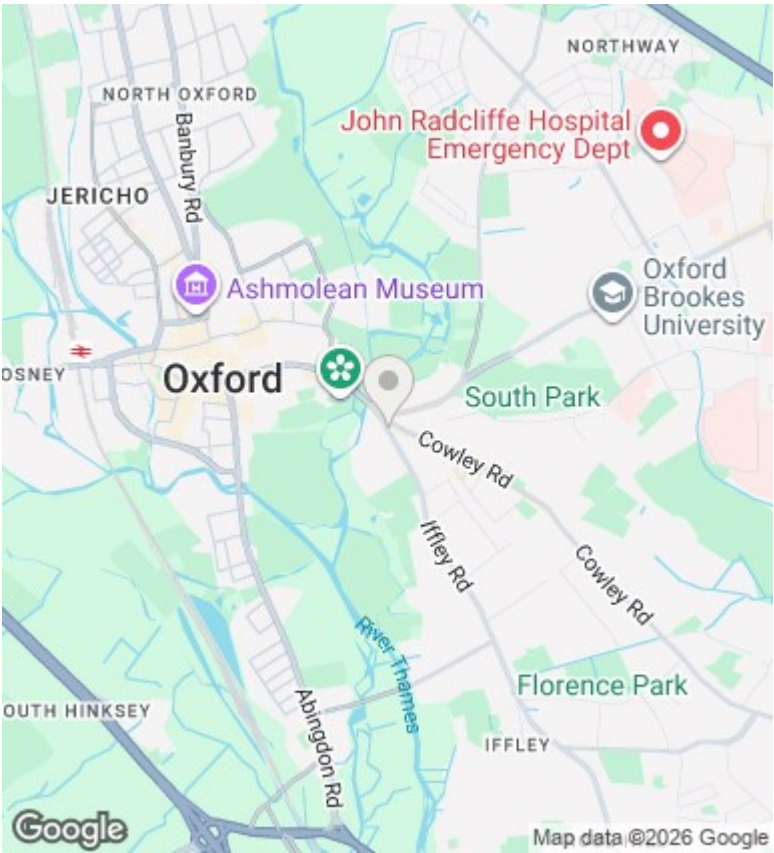 NORTHWAY
NORTH OXFORD
Banbury Rd
John Radcliffe Hospital
Emergency Dept
JERICHO
Oxford
Brookes
University
Ashmolean Museum
OSNEY
Oxford
South Park
Cowley Rd
Iffley Rd
Cowley Rd
River Thames
Florence Park
OUTH HINKSEY
Abingdon Rd
IFFLEY
Google
Map data ©2026 Google